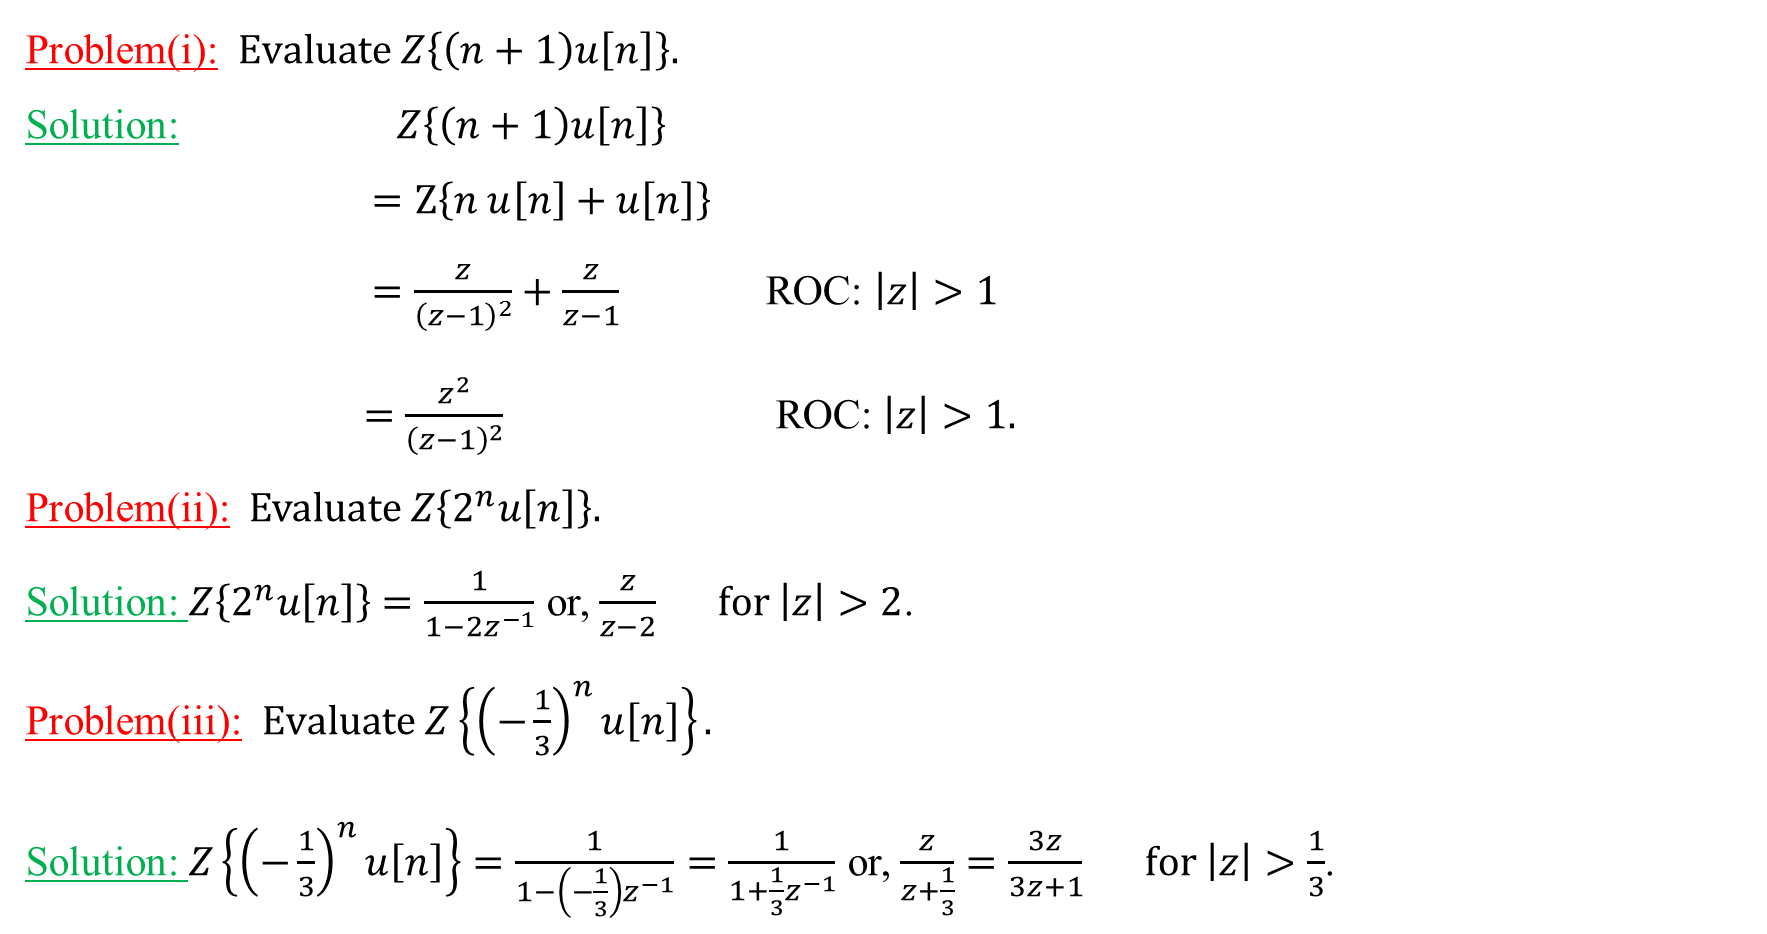 Problem(i): Evaluate Z{(n + 1)u[n]}.
Solution: Z{(n + 1)u[n]}
= Z{n u[n] + u[n]}
= z/(z−1)² + z/(z−1) ROC: |z| > 1
= z²/(z−1)² ROC: |z| > 1.
Problem(ii): Evaluate Z{2ⁿu[n]}.
Solution: Z{2ⁿu[n]} = 1/(1−2z⁻¹) or, z/(z−2) for |z| > 2.
Problem(iii): Evaluate Z{(−1/3)ⁿ u[n]}.
Solution: Z{(−1/3)ⁿ u[n]} = 1/(1−(−1/3)z⁻¹) = 1/(1+(1/3)z⁻¹) or, z/(z+1/3) = 3z/(3z+1) for |z| > 1/3.